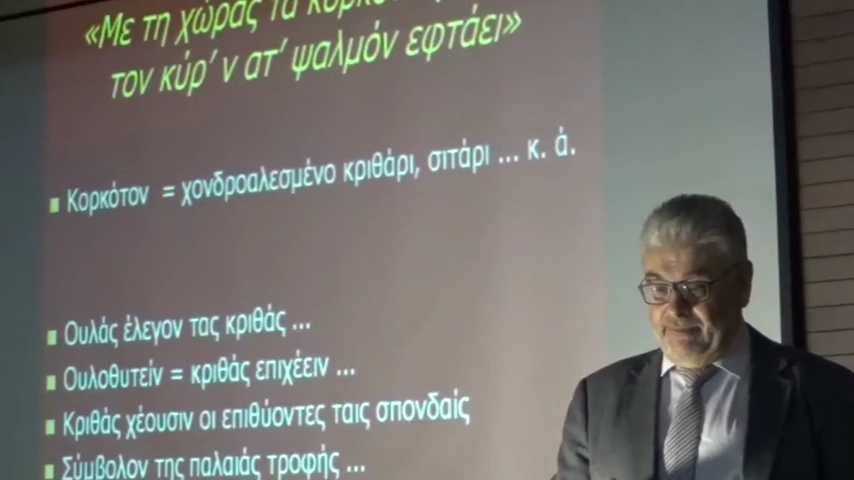 «Με τη χώρας τα
τον κύρ' ν ατ' ψαλμόν εφτάει»
Κορκότον = χονδροαλεσμένο κριθάρι, σιτάρι ... κ. ά.
Ουλάς έλεγον τας κριθάς ...
Ουλοθυτείν = κριθάς επιχέειν ...
Κριθάς χέουσιν οι επιθύοντες ταις σπονδαίς
Σύμβολον της παλαιάς τροφής ...